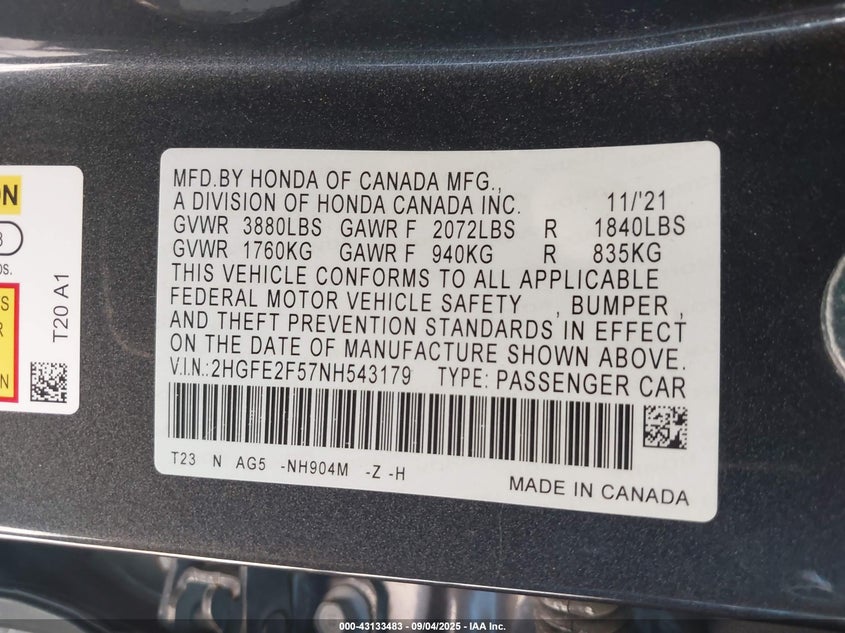 MFD.BY HONDA OF CANADA MFG.,
A DIVISION OF HONDA CANADA INC. 11/'21
GVWR 3880LBS GAWR F 2072LBS R 1840LBS
GVWR 1760KG GAWR F 940KG R 835KG
THIS VEHICLE CONFORMS TO ALL APPLICABLE
FEDERAL MOTOR VEHICLE SAFETY , BUMPER ,
AND THEFT PREVENTION STANDARDS IN EFFECT
ON THE DATE OF MANUFACTURE SHOWN ABOVE.
V.I.N.:2HGFE2F57NH543179 TYPE: PASSENGER CAR
T23 N AG5 -NH904M -Z -H
MADE IN CANADA
T20 A1
000-43133483 - 09/04/2025 - IAA Inc.